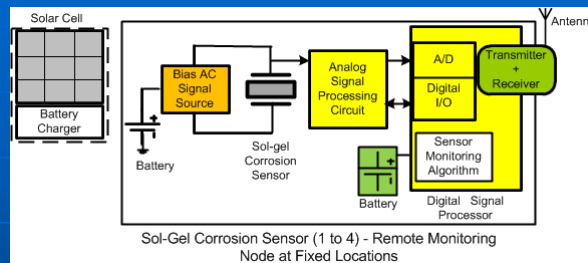 Solar Cell
Battery
Charger
Bias AC
Signal
Source
Battery
Sol-gel
Corrosion
Sensor
Analog
Signal
Processing
Circuit
A/D
Digital
I/O
Transmitter
+
Receiver
Antenn
Sensor
Monitoring
Algorithm
Battery
Digital Signal
Processor
Sol-Gel Corrosion Sensor (1 to 4) - Remote Monitoring
Node at Fixed Locations